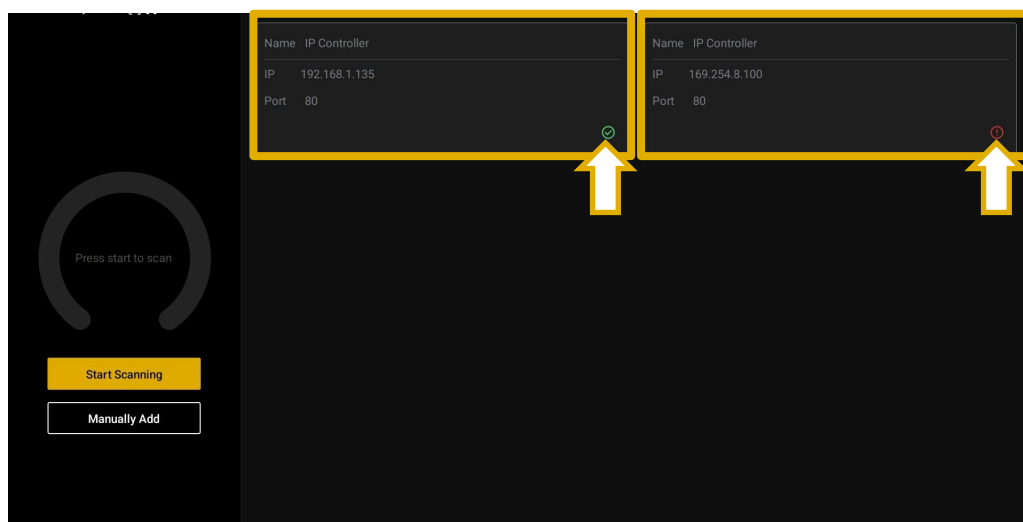 Name IP Controller
IP 192.168.1.135
Port 80
Name IP Controller
IP 169.254.8.100
Port 80
Press start to scan
Start Scanning
Manually Add